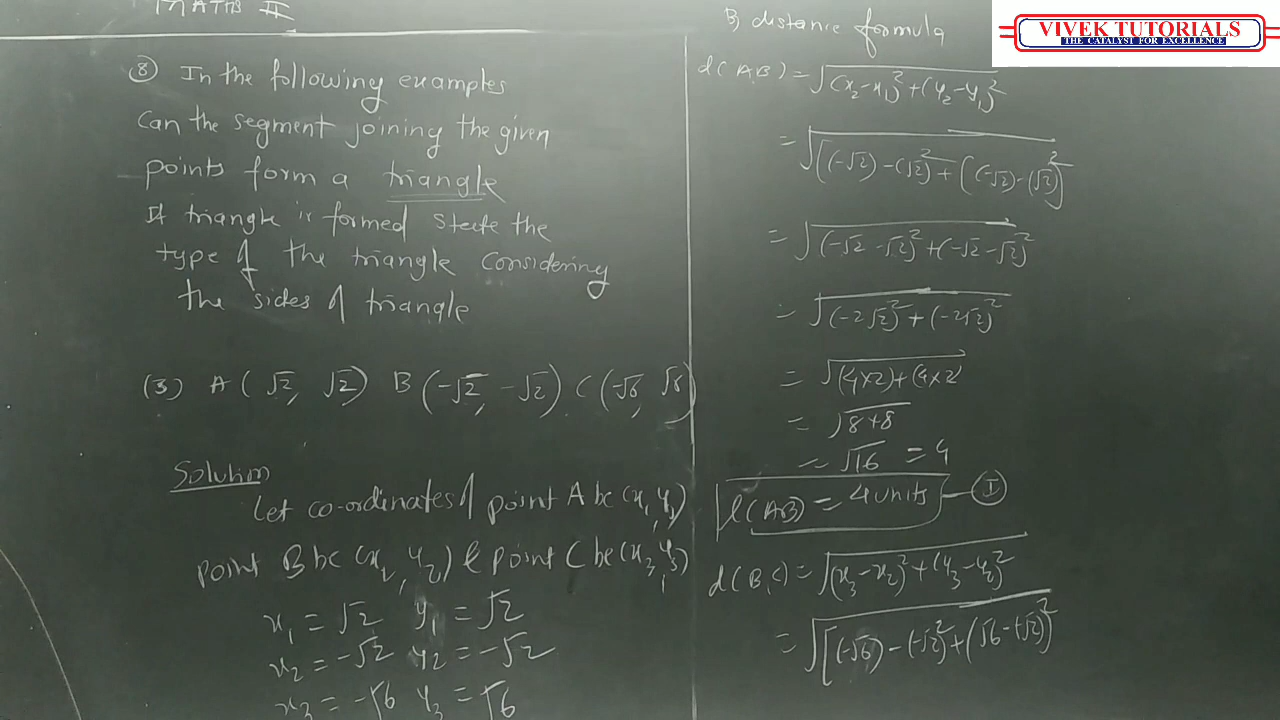 MATHS II
⑧ In the following examples
Can the segment joining the given
points form a triangle
If triangle is formed state the
type of the triangle considering
the sides of triangle
(3) A (√2, √2) B (-√2, -√2) C (-√6, √6)
Solution
Let co-ordinates of point A be (x₁, y₁)
point B be (x₂, y₂) & point C be (x₃, y₃)
x₁ = √2 y₁ = √2
x₂ = -√2 y₂ = -√2
x₃ = -√6 y₃ = √6
By distance formula
d(A,B) = √(x₂-x₁)²+(y₂-y₁)²
= √[(-√2)-(√2)²+[(-√2)-(√2)]²
= √(-√2-√2)²+(-√2-√2)²
= √(-2√2)²+(-2√2)²
= √(4×2)+(4×2)
= √8+8
= √16 = 4
l(AB) = 4 units — Ⓘ
d(B,C) = √(x₃-x₂)²+(y₃-y₂)²
= √[(-√6)-(-√2)²+(√6-(-√2))²
VIVEK TUTORIALS
THE CATALYST FOR EXCELLENCE